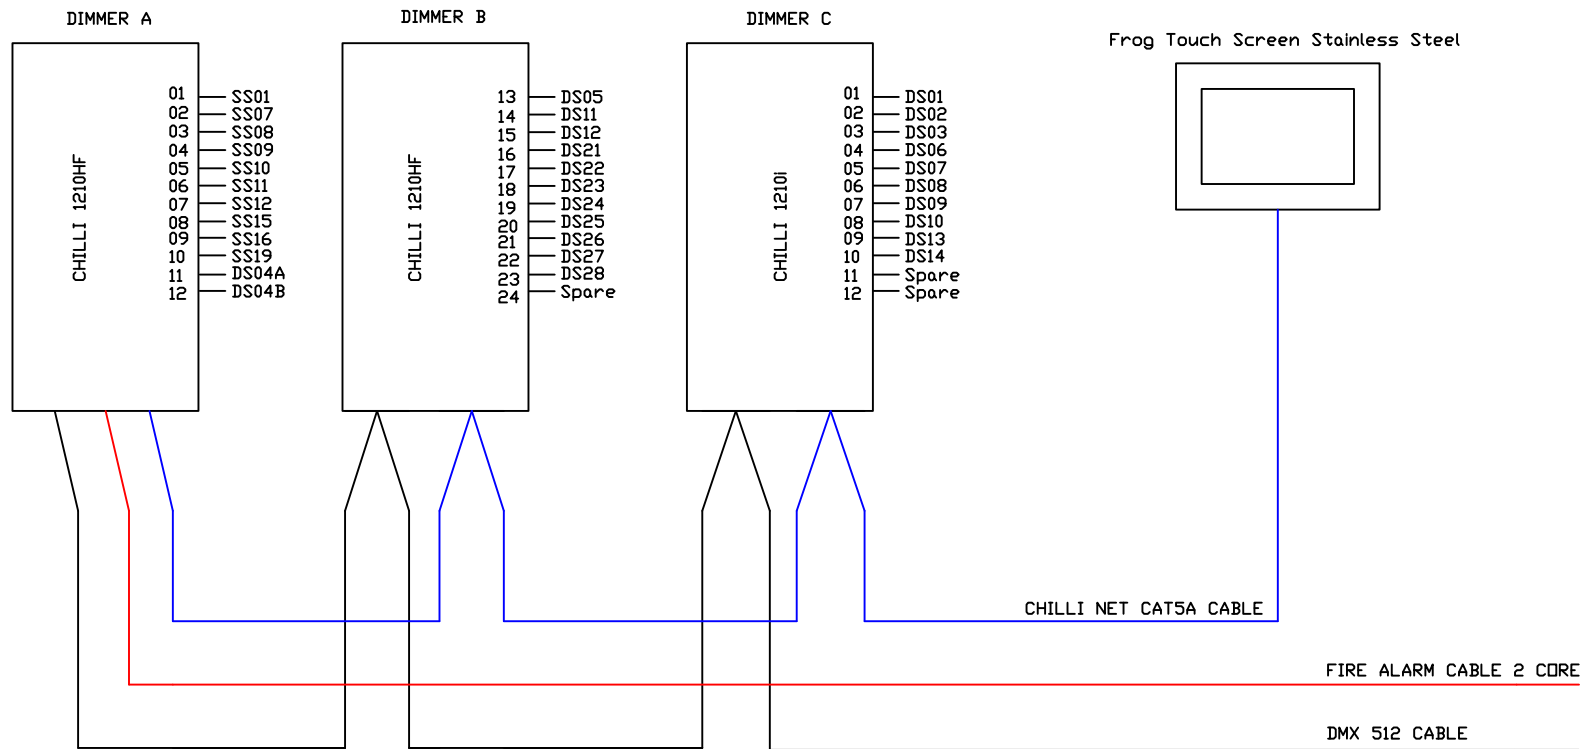 DIMMER A
DIMMER B
DIMMER C
Frog Touch Screen Stainless Steel
CHILLI 1210HF
01 SS01
02 SS07
03 SS08
04 SS09
05 SS10
06 SS11
07 SS12
08 SS15
09 SS16
10 SS19
11 DS04A
12 DS04B
CHILLI 1210HF
13 DS05
14 DS11
15 DS12
16 DS21
17 DS22
18 DS23
19 DS24
20 DS25
21 DS26
22 DS27
23 DS28
24 Spare
CHILLI 1210i
01 DS01
02 DS02
03 DS03
04 DS06
05 DS07
06 DS08
07 DS09
08 DS10
09 DS13
10 DS14
11 Spare
12 Spare
CHILLI NET CAT5A CABLE
FIRE ALARM CABLE 2 CORE
DMX 512 CABLE